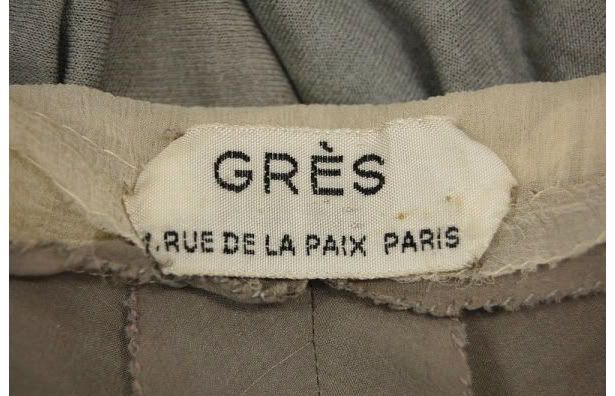 GRÈS
1. RUE DE LA PAIX PARIS